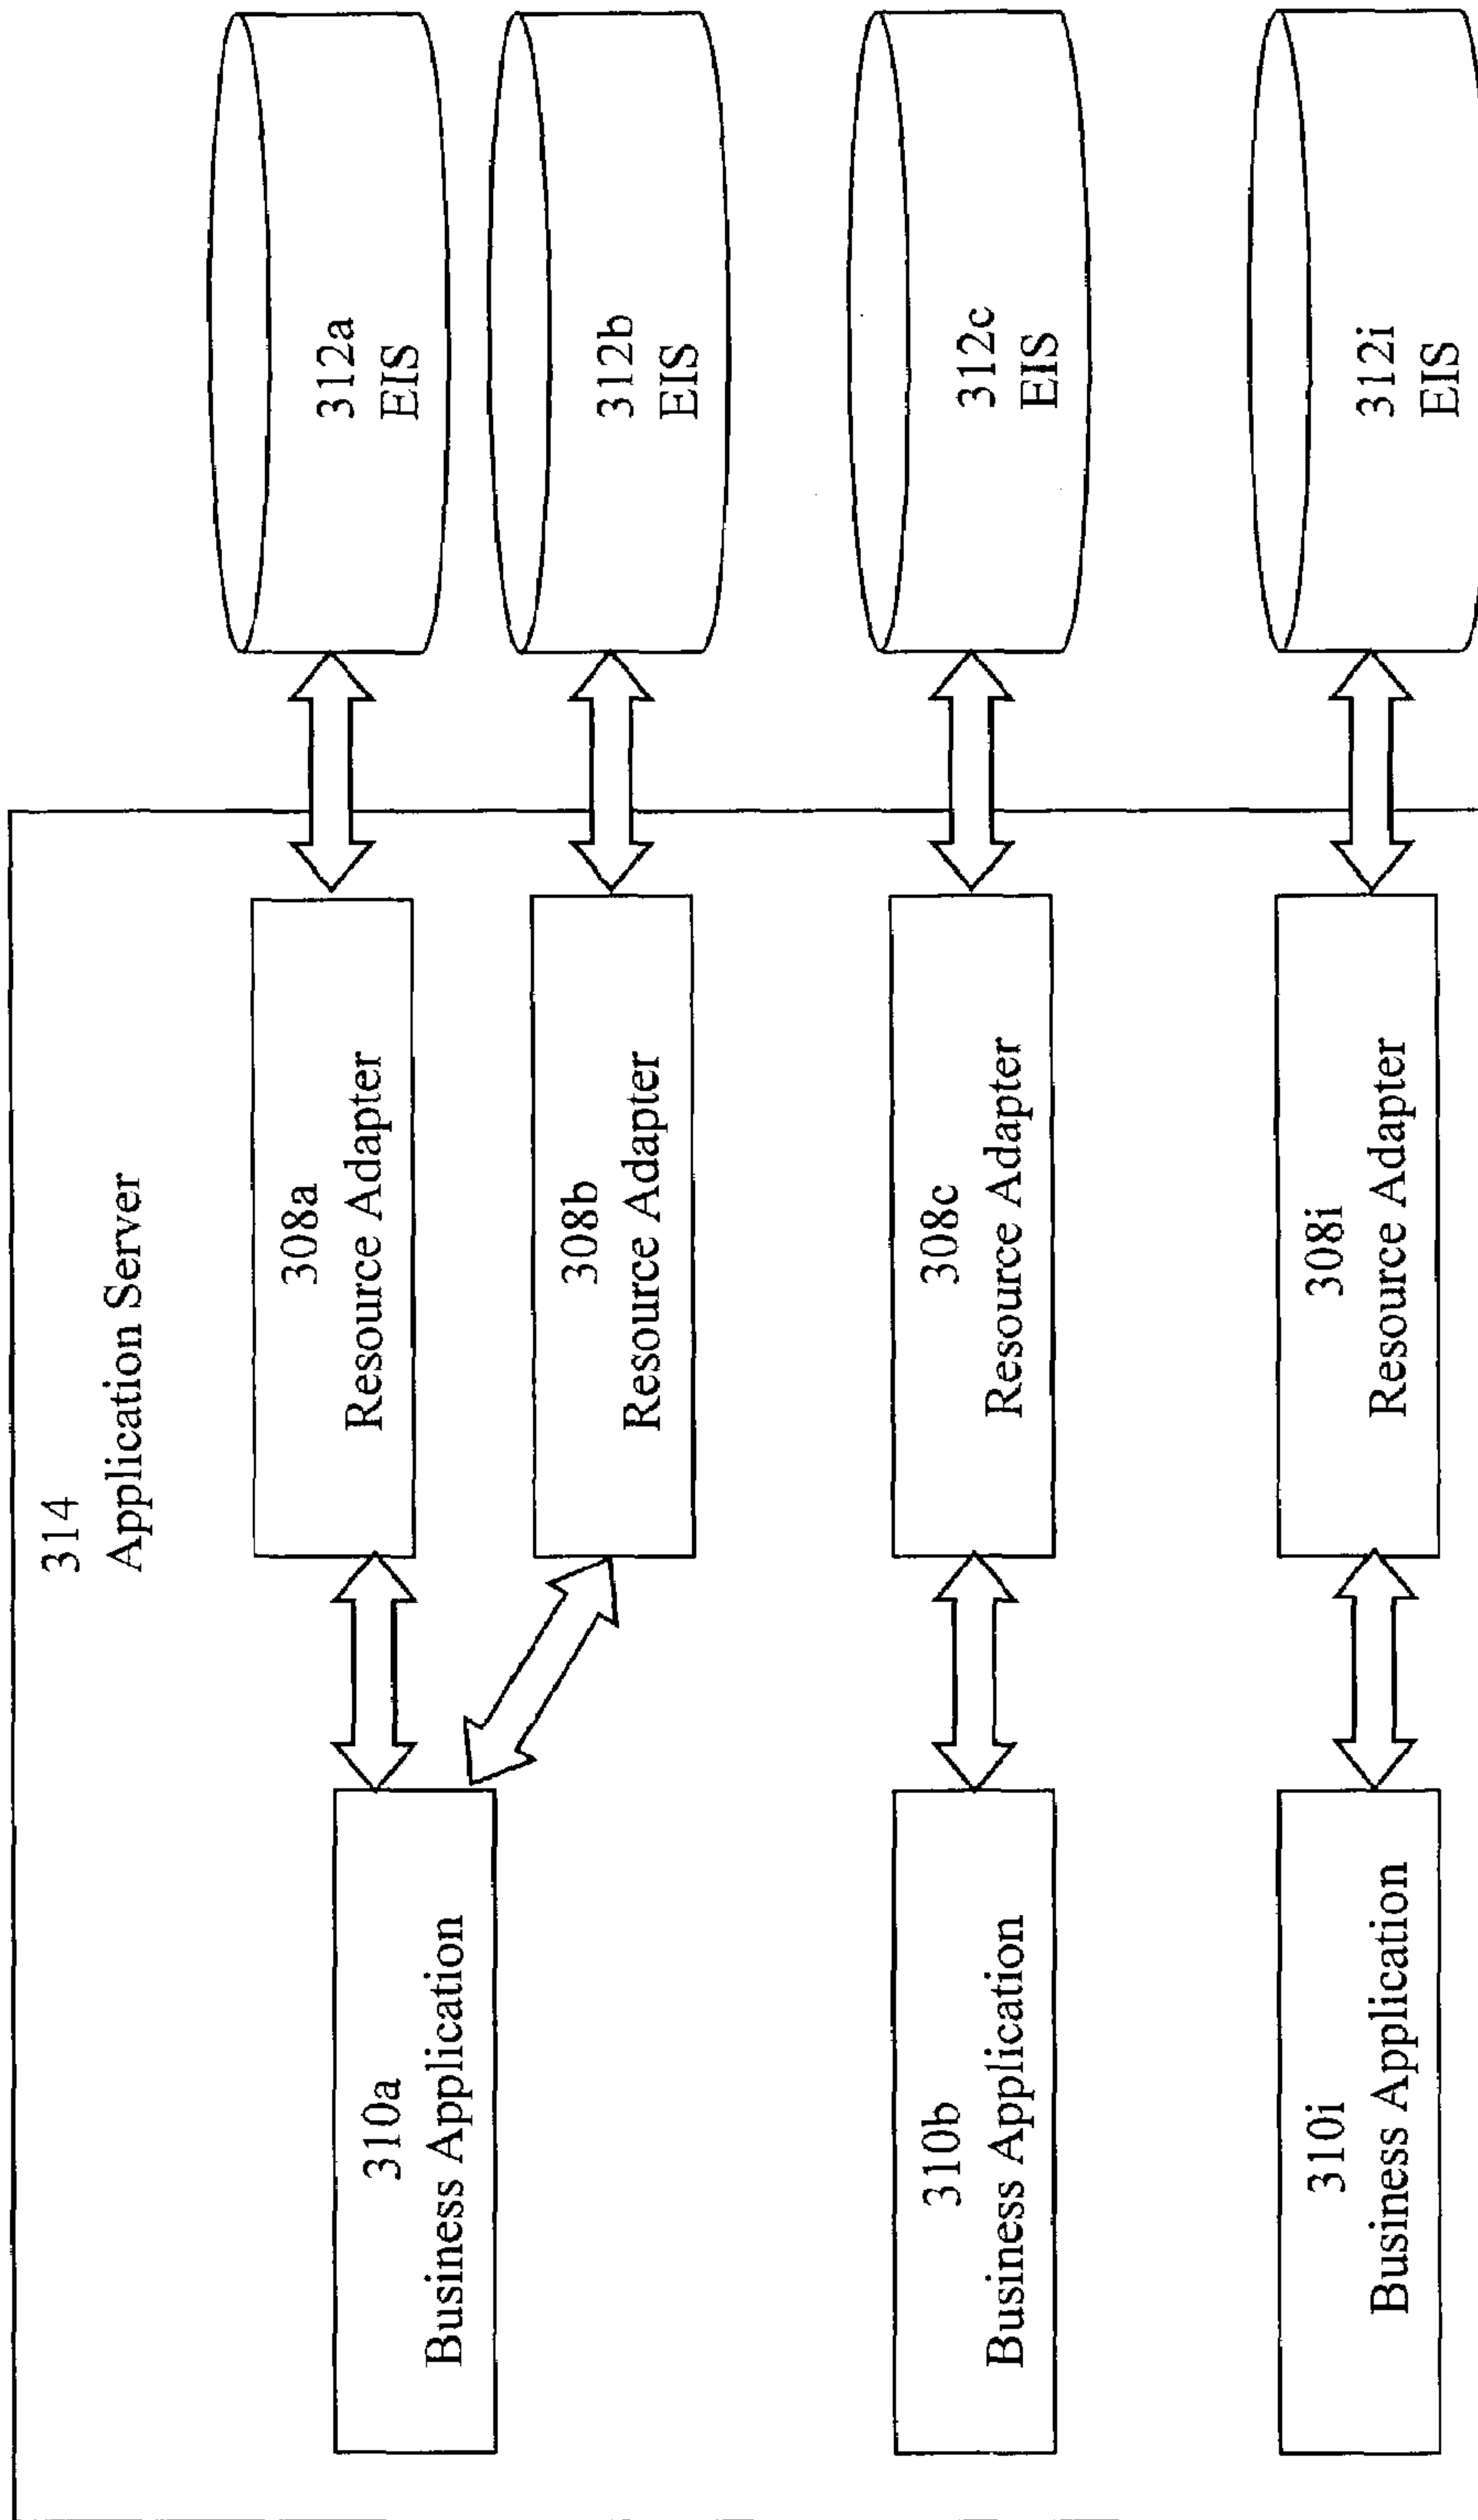 314
Application Server
310a
Business Application
308a
Resource Adapter
312a
EIS
308b
Resource Adapter
312b
EIS
310b
Business Application
308c
Resource Adapter
312c
EIS
310i
Business Application
308i
Resource Adapter
312i
EIS